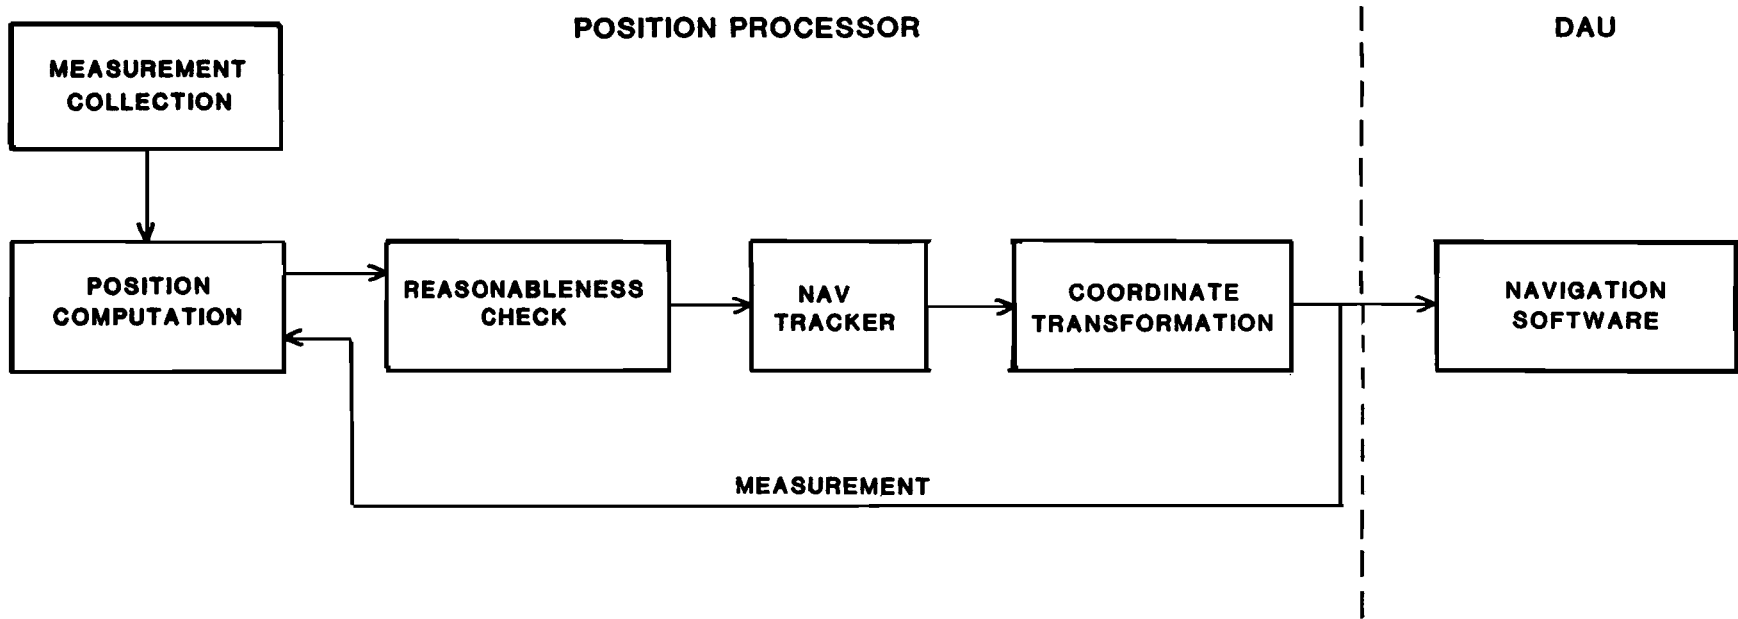 POSITION PROCESSOR
DAU
MEASUREMENT
COLLECTION
POSITION
COMPUTATION
REASONABLENESS
CHECK
NAV
TRACKER
COORDINATE
TRANSFORMATION
NAVIGATION
SOFTWARE
MEASUREMENT